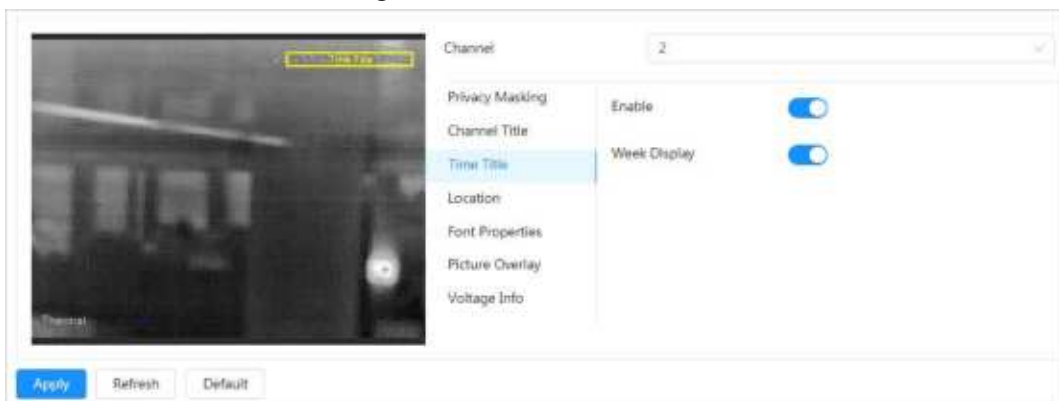 Time Title
Channel
2
Privacy Masking
Channel Title
Time Title
Location
Font Properties
Picture Overlay
Voltage Info
Enable
Week Display
Thermal
Apply
Refresh
Default